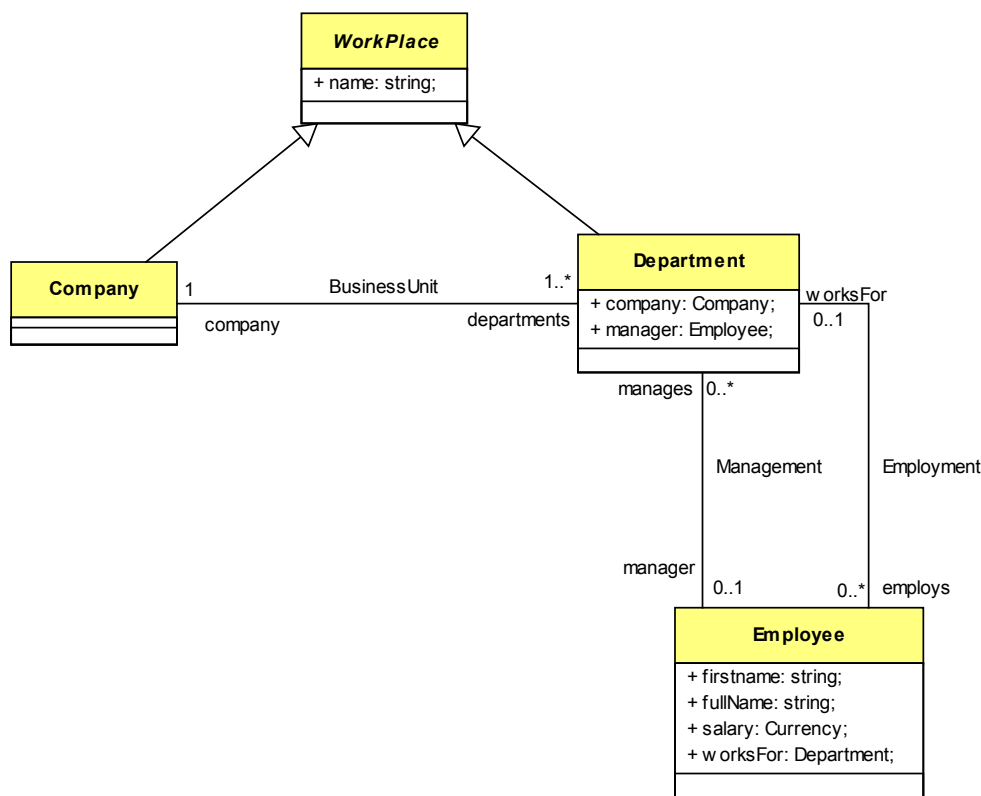 WorkPlace
+ name: string;
Company
1
BusinessUnit
1..*
company
departments
Department
+ company: Company;
+ manager: Employee;
worksFor
0..1
manages
0..*
Management
Employment
manager
0..1
0..*
employs
Employee
+ firstname: string;
+ fullName: string;
+ salary: Currency;
+ worksFor: Department;